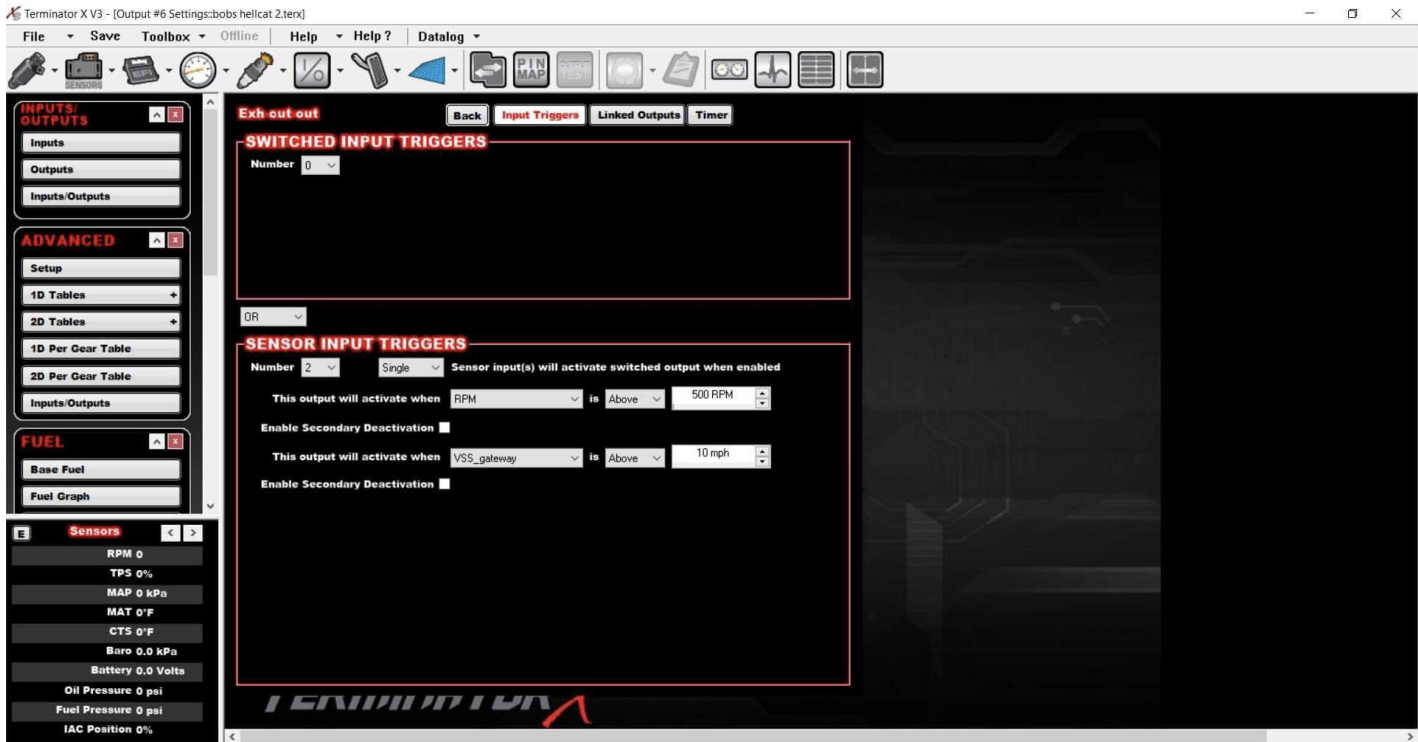 Terminator X V3 - [Output #6 Settings::bobs hellcat 2.terx]
File Save Toolbox Offline Help Help ? Datalog
SENSORS EFI 1/0 PIN MAP OUTPUT TEST
INPUTS/
OUTPUTS
Inputs
Outputs
Inputs/Outputs
ADVANCED
Setup
1D Tables +
2D Tables +
1D Per Gear Table
2D Per Gear Table
Inputs/Outputs
FUEL
Base Fuel
Fuel Graph
E Sensors < >
RPM 0
TPS 0%
MAP 0 kPa
MAT 0°F
CTS 0°F
Baro 0.0 kPa
Battery 0.0 Volts
Oil Pressure 0 psi
Fuel Pressure 0 psi
IAC Position 0%
Exh cut out Back Input Triggers Linked Outputs Timer
SWITCHED INPUT TRIGGERS
Number 0
OR
SENSOR INPUT TRIGGERS
Number 2 Single Sensor input(s) will activate switched output when enabled
This output will activate when RPM is Above 500 RPM
Enable Secondary Deactivation
This output will activate when VSS_gateway is Above 10 mph
Enable Secondary Deactivation
TERMINATOR X